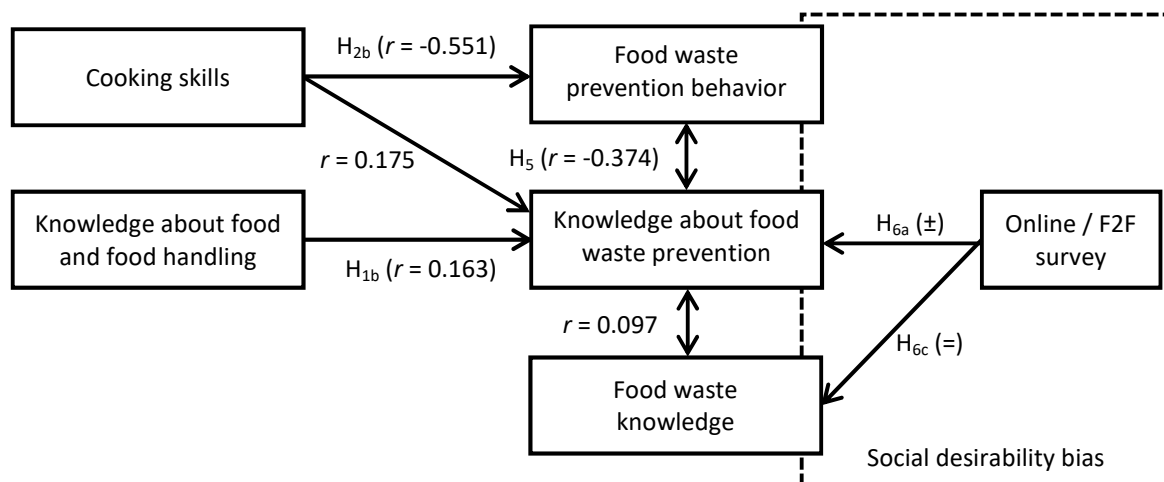 Cooking skills
H2b (r = -0.551)
Food waste
prevention behavior
r = 0.175
H5 (r = -0.374)
Knowledge about food
and food handling
H1b (r = 0.163)
Knowledge about food
waste prevention
H6a (±)
Online / F2F
survey
r = 0.097
H6c (=)
Food waste
knowledge
Social desirability bias